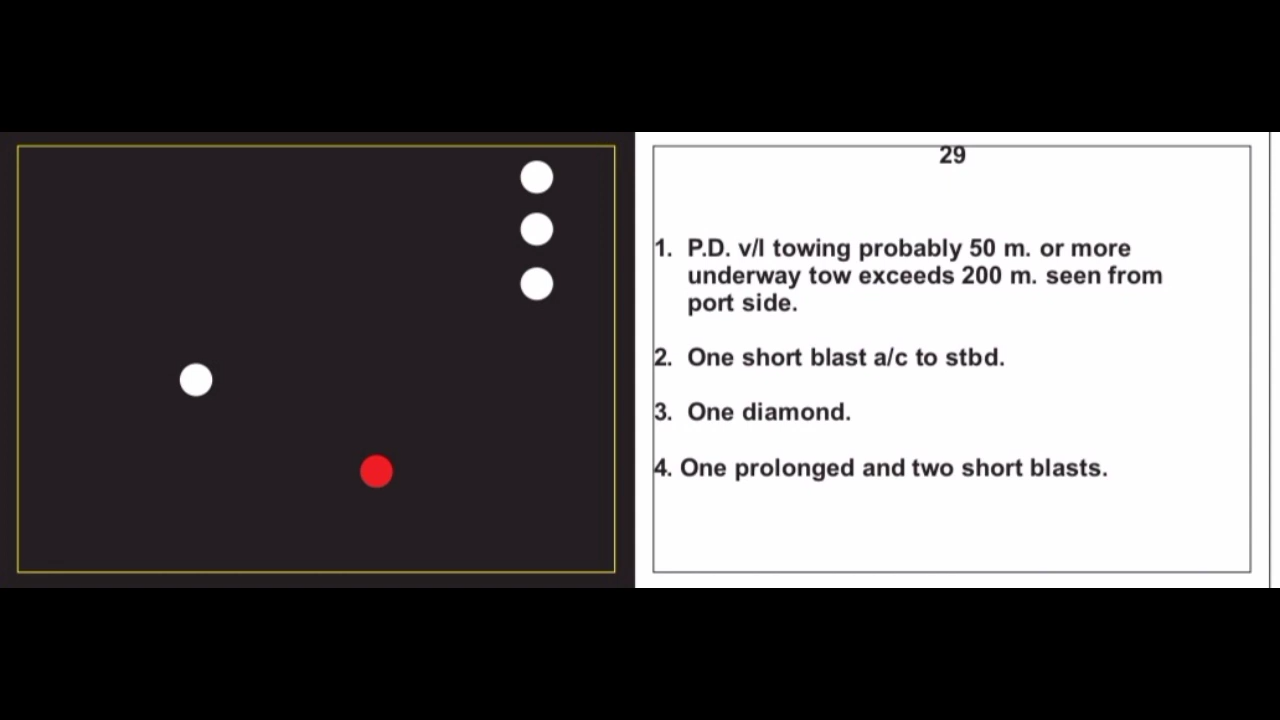 29
1. P.D. v/l towing probably 50 m. or more
underway tow exceeds 200 m. seen from
port side.
2. One short blast a/c to stbd.
3. One diamond.
4. One prolonged and two short blasts.